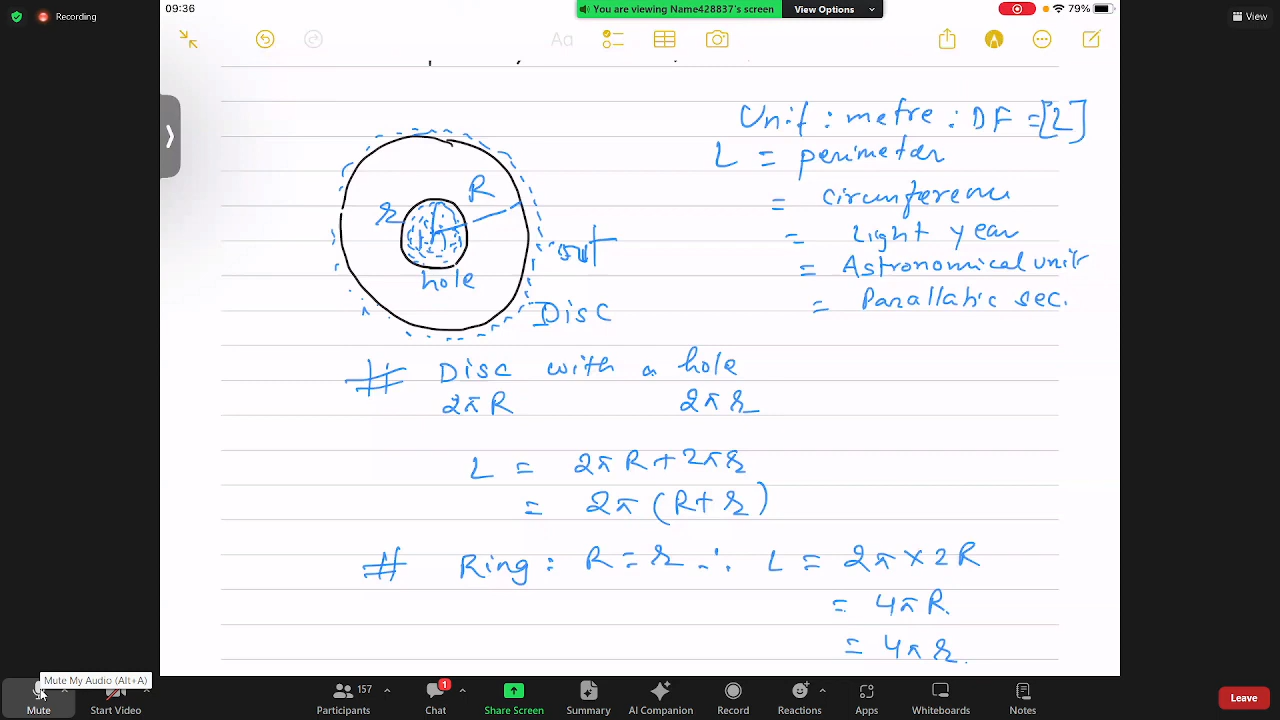 09:36
You are viewing Name428837's screen
View Options
79%
Recording
View
Aa
Unit : metre : DF = [L]
L = perimeter
= circumference
= Light year
= Astronomical unit
= Parallatic sec.
R
r
out
hole
Disc
# Disc with a hole
2πR 2πr
L = 2πR + 2πr
= 2π (R + r)
# Ring : R = r ∴ L = 2π × 2R
= 4πR.
= 4πr.
Mute My Audio (Alt+A)
Mute
Start Video
157
Participants
1
Chat
Share Screen
Summary
AI Companion
Record
Reactions
Apps
Whiteboards
Notes
Leave